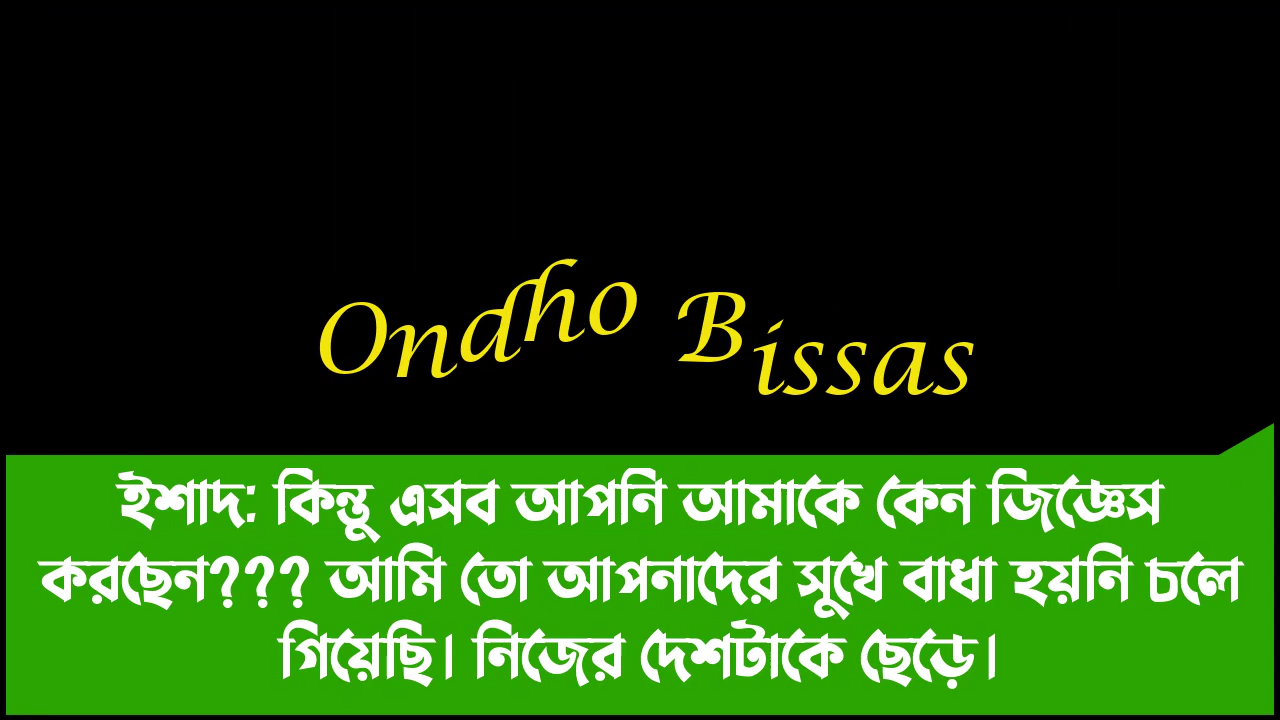 Ondho Bissas
ইশাদ: কিন্তু এসব আপনি আমাকে কেন জিজ্ঞেস
করছেন??? আমি তো আপনাদের সুখে বাধা হয়নি চলে
গিয়েছি। নিজের দেশটাকে ছেড়ে।